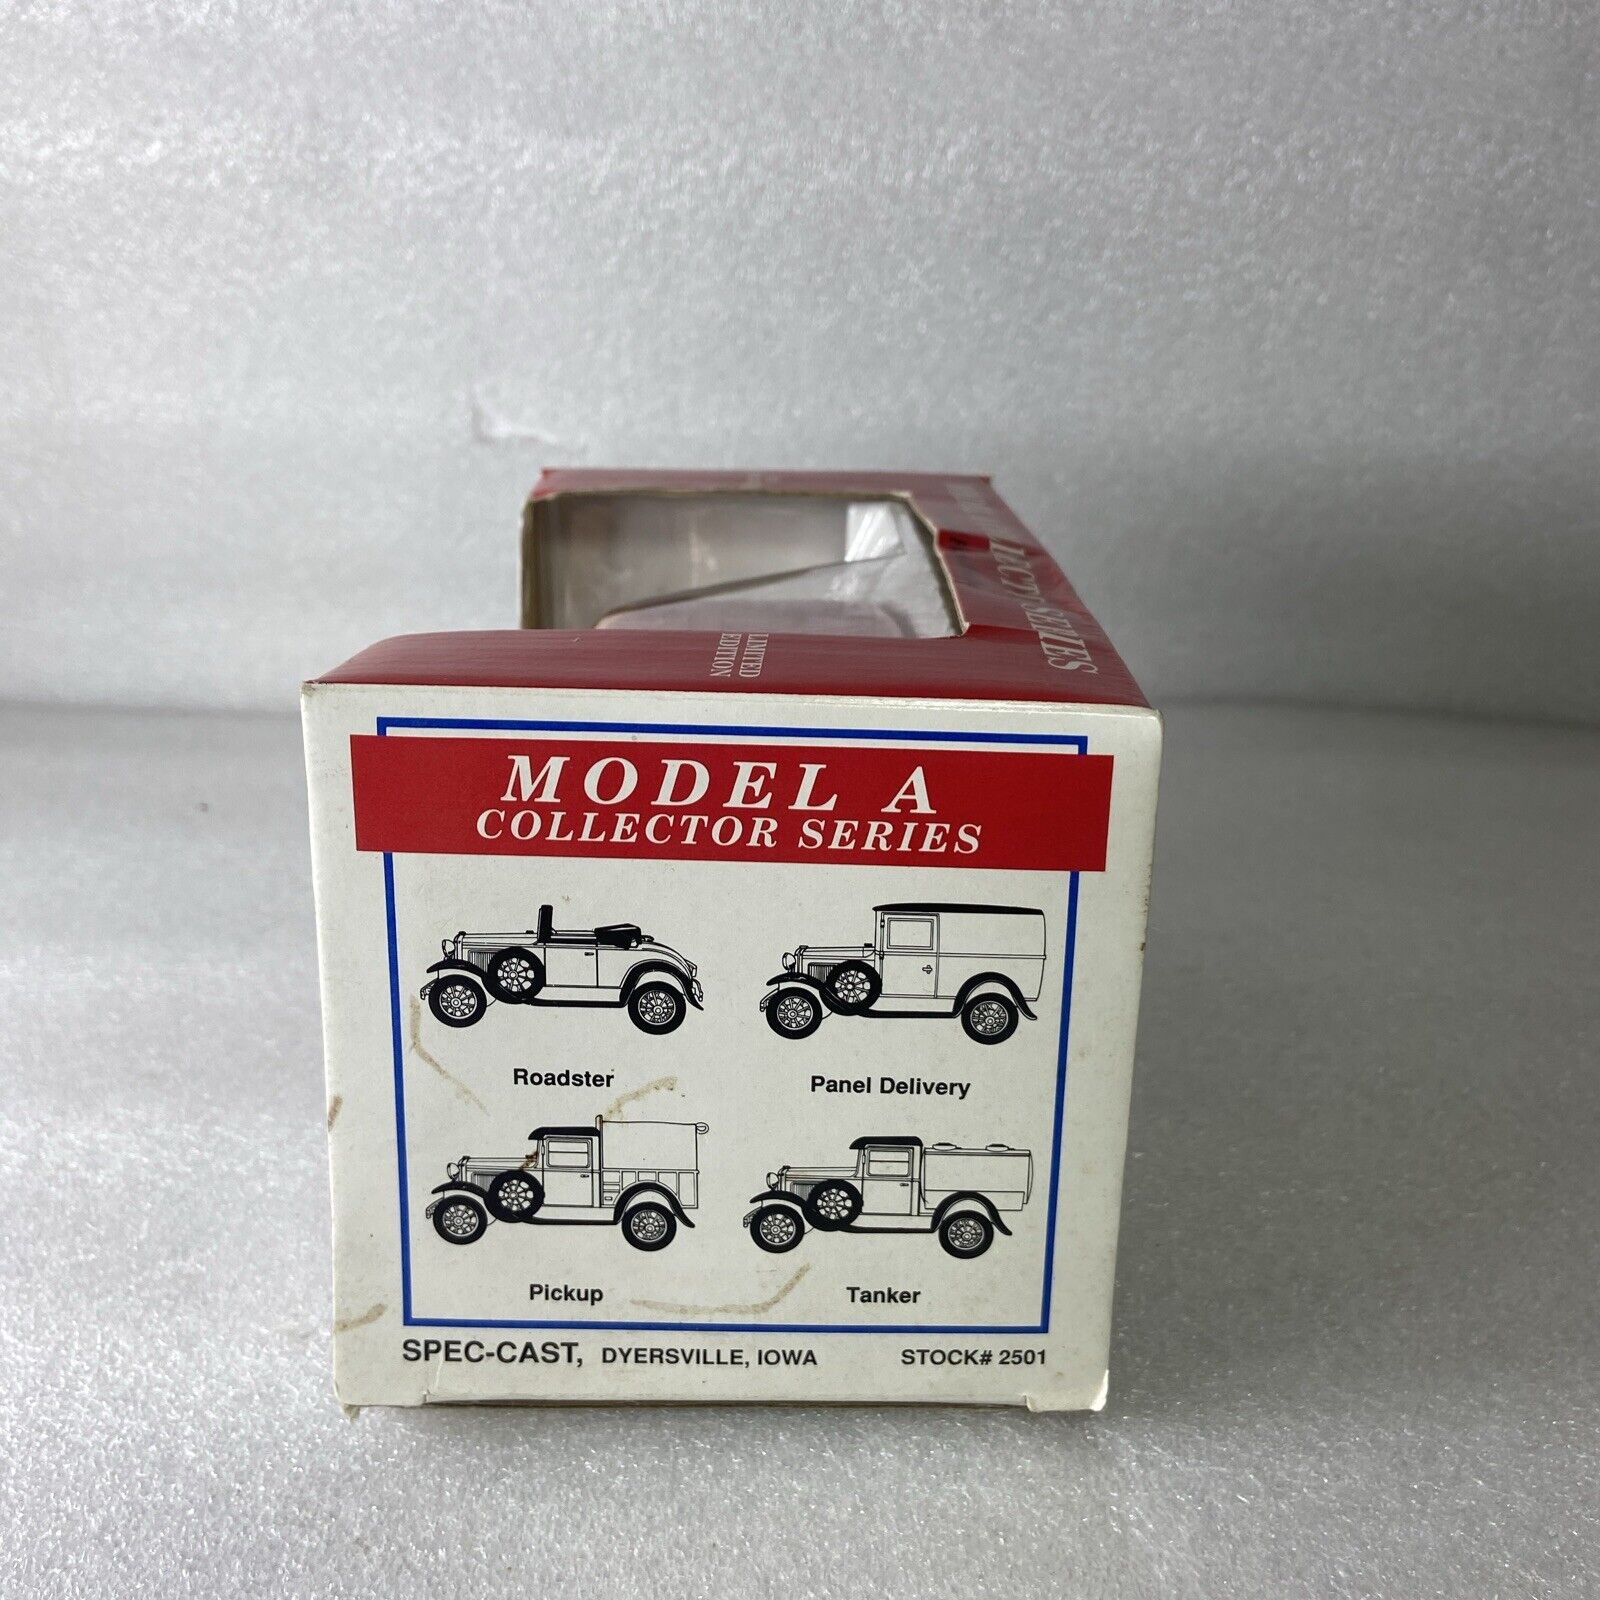 SERIES
LIMITED
EDITION
MODEL A
COLLECTOR SERIES
Roadster
Panel Delivery
Pickup
Tanker
SPEC-CAST, DYERSVILLE, IOWA
STOCK# 2501